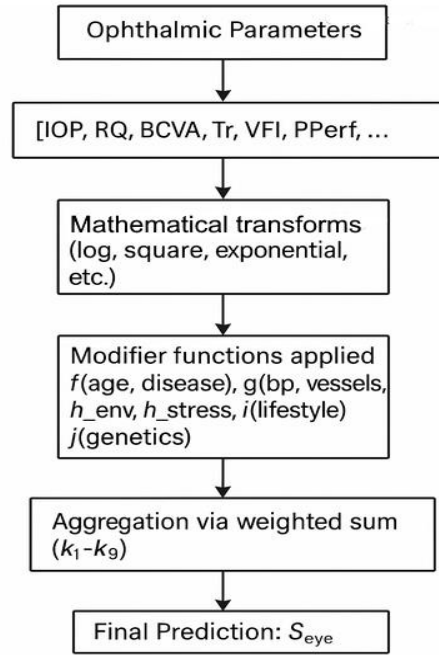 Ophthalmic Parameters
[IOP, RQ, BCVA, Tr, VFI, PPerf, ...
Mathematical transforms
(log, square, exponential,
etc.)
Modifier functions applied
f(age, disease), g(bp, vessels,
h_env, h_stress, i(lifestyle)
j(genetics)
Aggregation via weighted sum
(k₁-k₉)
Final Prediction: S_eye